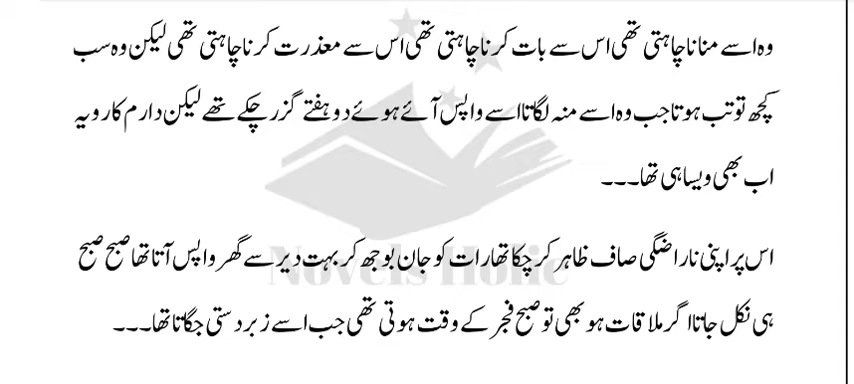 وہ اسے منانا چاہتی تھی اس سے بات کرنا چاہتی تھی اس سے معذرت کرنا چاہتی تھی لیکن وہ سب
کچھ تو تب ہوتا جب وہ اسے منہ لگاتا اسے واپس آئے ہوئے دو ہفتے گزر چکے تھے لیکن دارم کا رویہ
اب بھی ویسا ہی تھا۔۔۔
اس پر اپنی ناراضگی صاف ظاہر کر چکا تھا رات کو جان بوجھ کر بہت دیر سے گھر واپس آتا تھا صبح صبح
Novels Holic
ہی نکل جاتا اگر ملاقات ہو بھی تو صبح فجر کے وقت ہوتی تھی جب اسے زبردستی جگاتا تھا۔۔۔